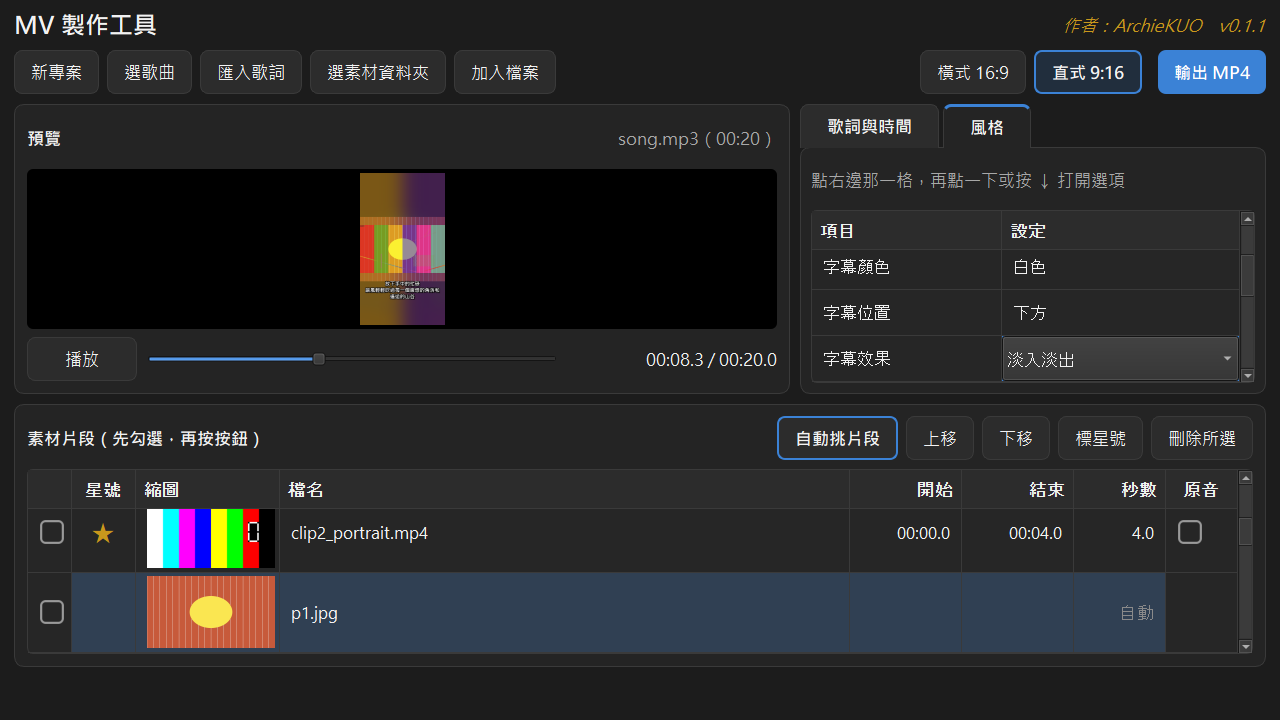 MV 製作工具
作者：ArchieKUO v0.1.1
新專案 選歌曲 匯入歌詞 選素材資料夾 加入檔案 橫式 16:9 直式 9:16 輸出 MP4
預覽 song.mp3 ( 00:20 )
歌詞與時間 風格
點右邊那一格，再點一下或按 ↓ 打開選項
項目 設定
字幕顏色 白色
字幕位置 下方
字幕效果 淡入淡出
播放 00:08.3 / 00:20.0
素材片段 ( 先勾選，再按按鈕 ) 自動挑片段 上移 下移 標星號 刪除所選
星號 縮圖 檔名 開始 結束 秒數 原音
★ 0 clip2_portrait.mp4 00:00.0 00:04.0 4.0
p1.jpg 自動